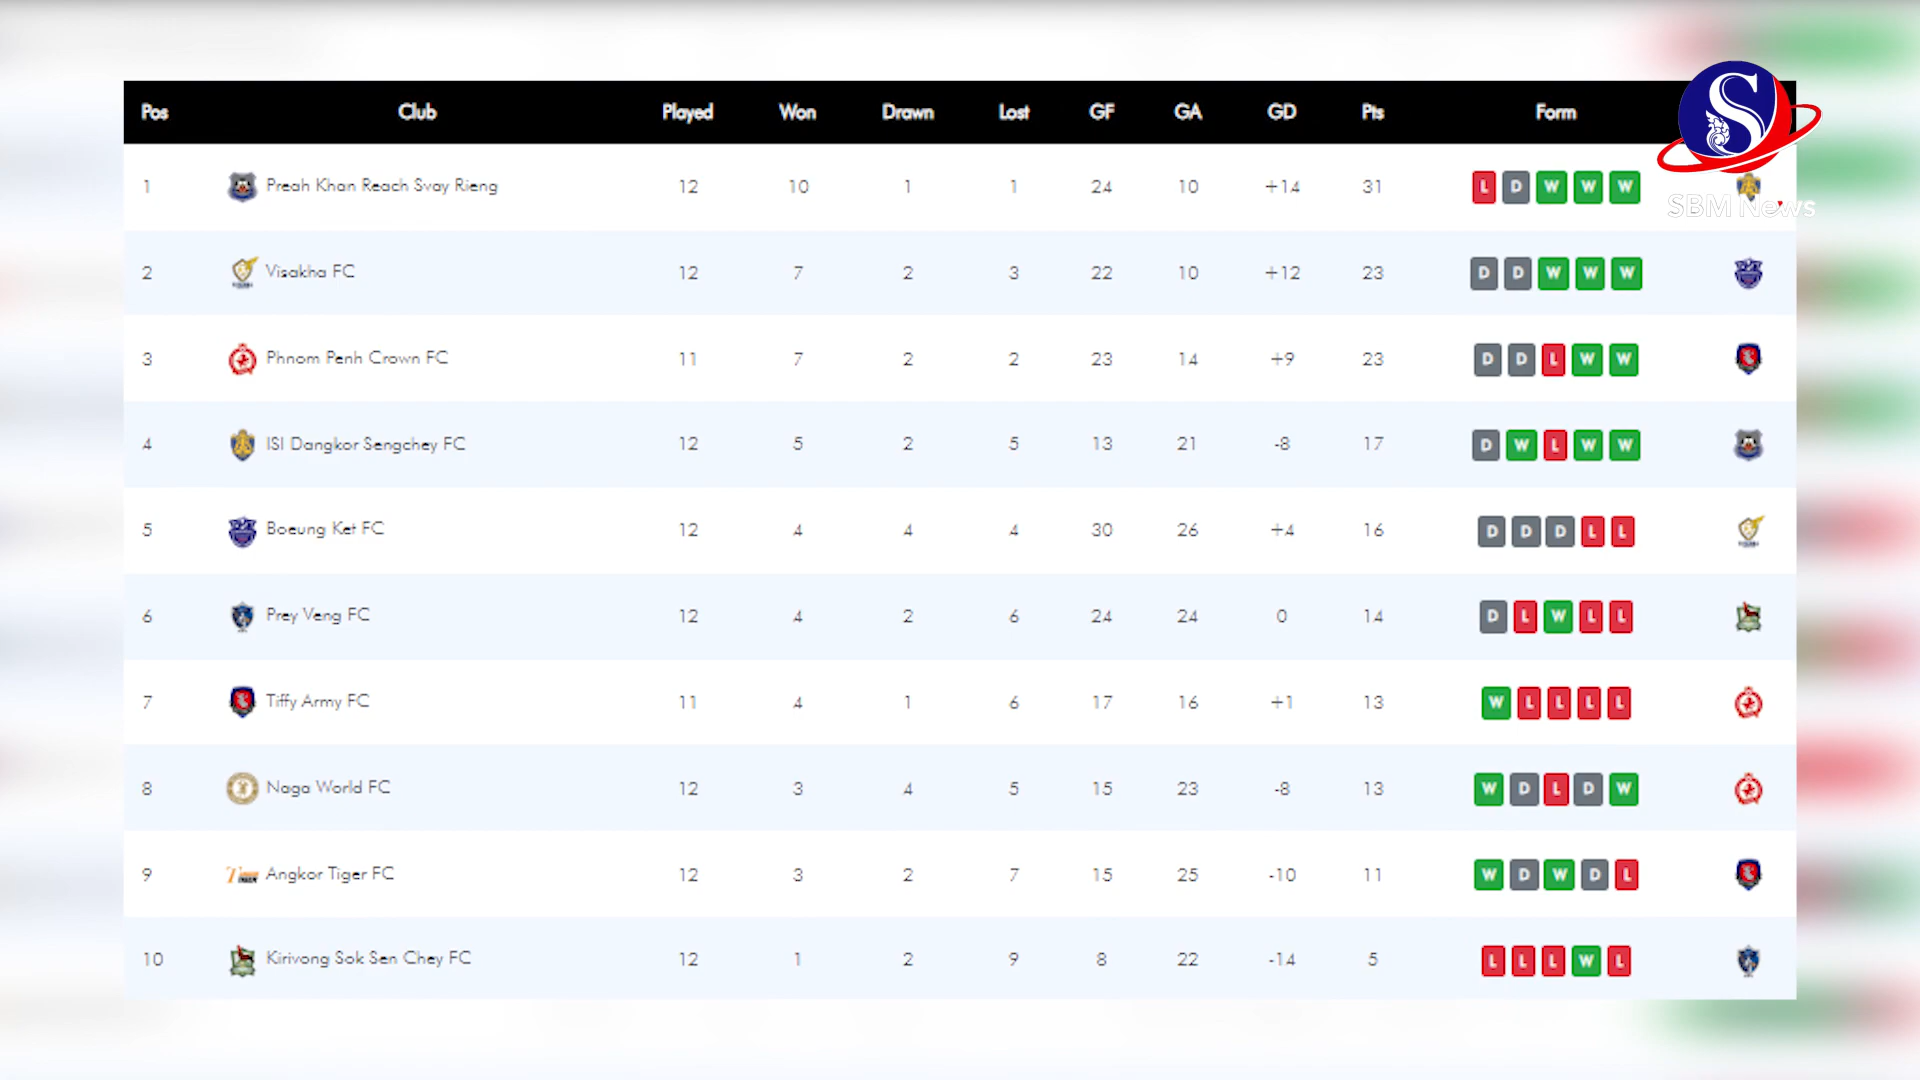 Pos Club Played Won Drawn Lost GF GA GD Pts Form
1 Preah Khan Reach Svay Rieng 12 10 1 1 24 10 +14 31 L D W W W
2 Visakha FC 12 7 2 3 22 10 +12 23 D D W W W
3 Phnom Penh Crown FC 11 7 2 2 23 14 +9 23 D D L W W
4 ISI Dangkor Sengchey FC 12 5 2 5 13 21 -8 17 D W L W W
5 Boeung Ket FC 12 4 4 4 30 26 +4 16 D D D L L
6 Prey Veng FC 12 4 2 6 24 24 0 14 D L W L L
7 Tiffy Army FC 11 4 1 6 17 16 +1 13 W L L L L
8 Naga World FC 12 3 4 5 15 23 -8 13 W D L D W
9 Angkor Tiger FC 12 3 2 7 15 25 -10 11 W D W D L
10 Kirivong Sok Sen Chey FC 12 1 2 9 8 22 -14 5 L L L W L
S
SBM News